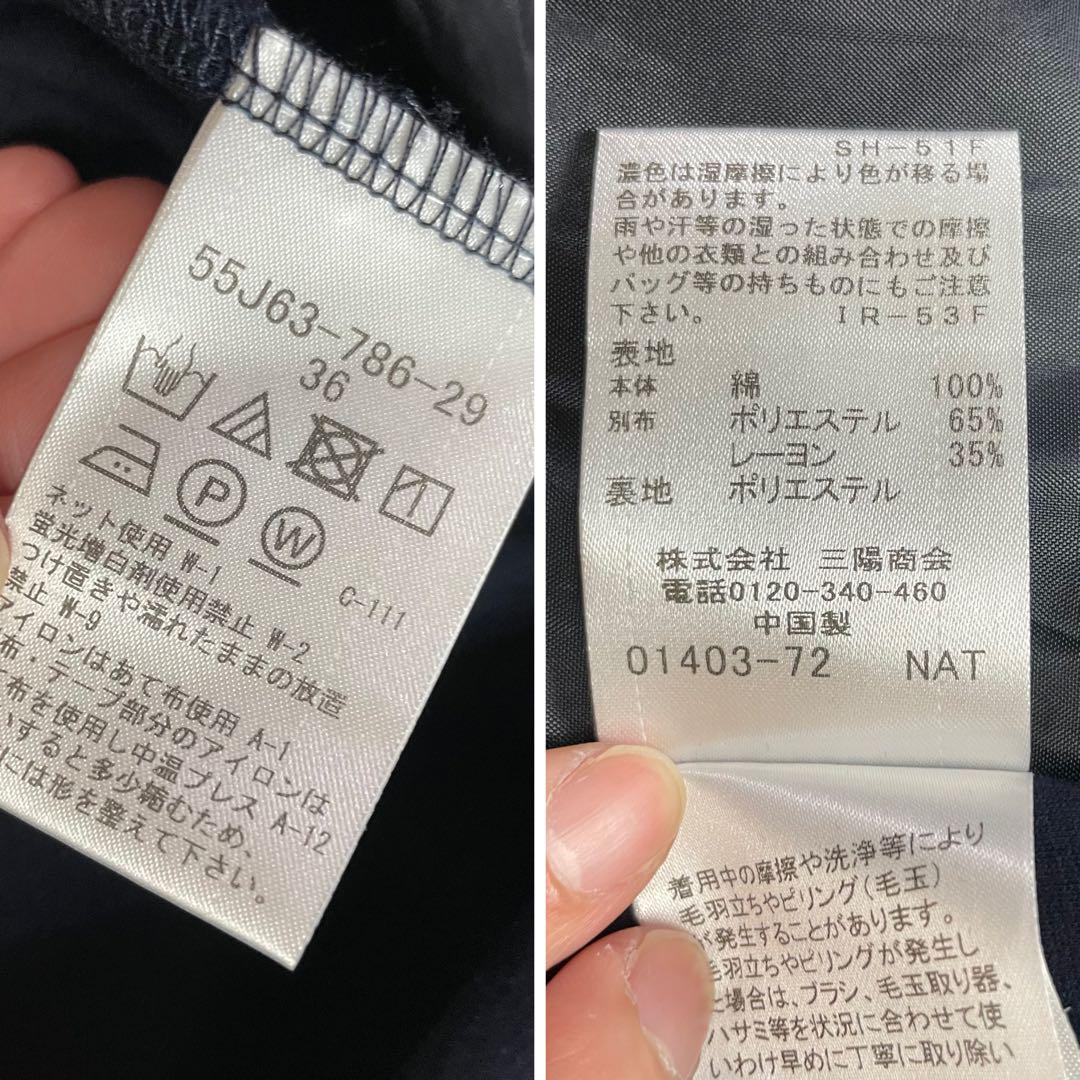 55J63-786-29
36
P
W
C-111
ネット使用 W-1
蛍光増白剤使用禁止 W-2
つけ置きや濡れたままの放置
禁止 W-9
アイロンはあて布使用 A-1
布・テープ部分のアイロンは
布を使用し中温プレス A-12
すると多少縮むため、
には形を整えて下さい。
SH-51F
濃色は湿摩擦により色が移る場
合があります。
雨や汗等の湿った状態での摩擦
や他の衣類との組み合わせ及び
バッグ等の持ちものにもご注意
下さい。 IR-53F
表地
本体 綿 100%
別布 ポリエステル 65%
レーヨン 35%
裏地 ポリエステル
株式会社 三陽商会
電話0120-340-460
中国製
01403-72 NAT
着用中の摩擦や洗浄等により
毛羽立ちやピリング(毛玉)
が発生することがあります。
毛羽立ちやピリングが発生し
た場合は、ブラシ、毛玉取り器、
ハサミ等を状況に合わせて使
いわけ早めに丁寧に取り除い